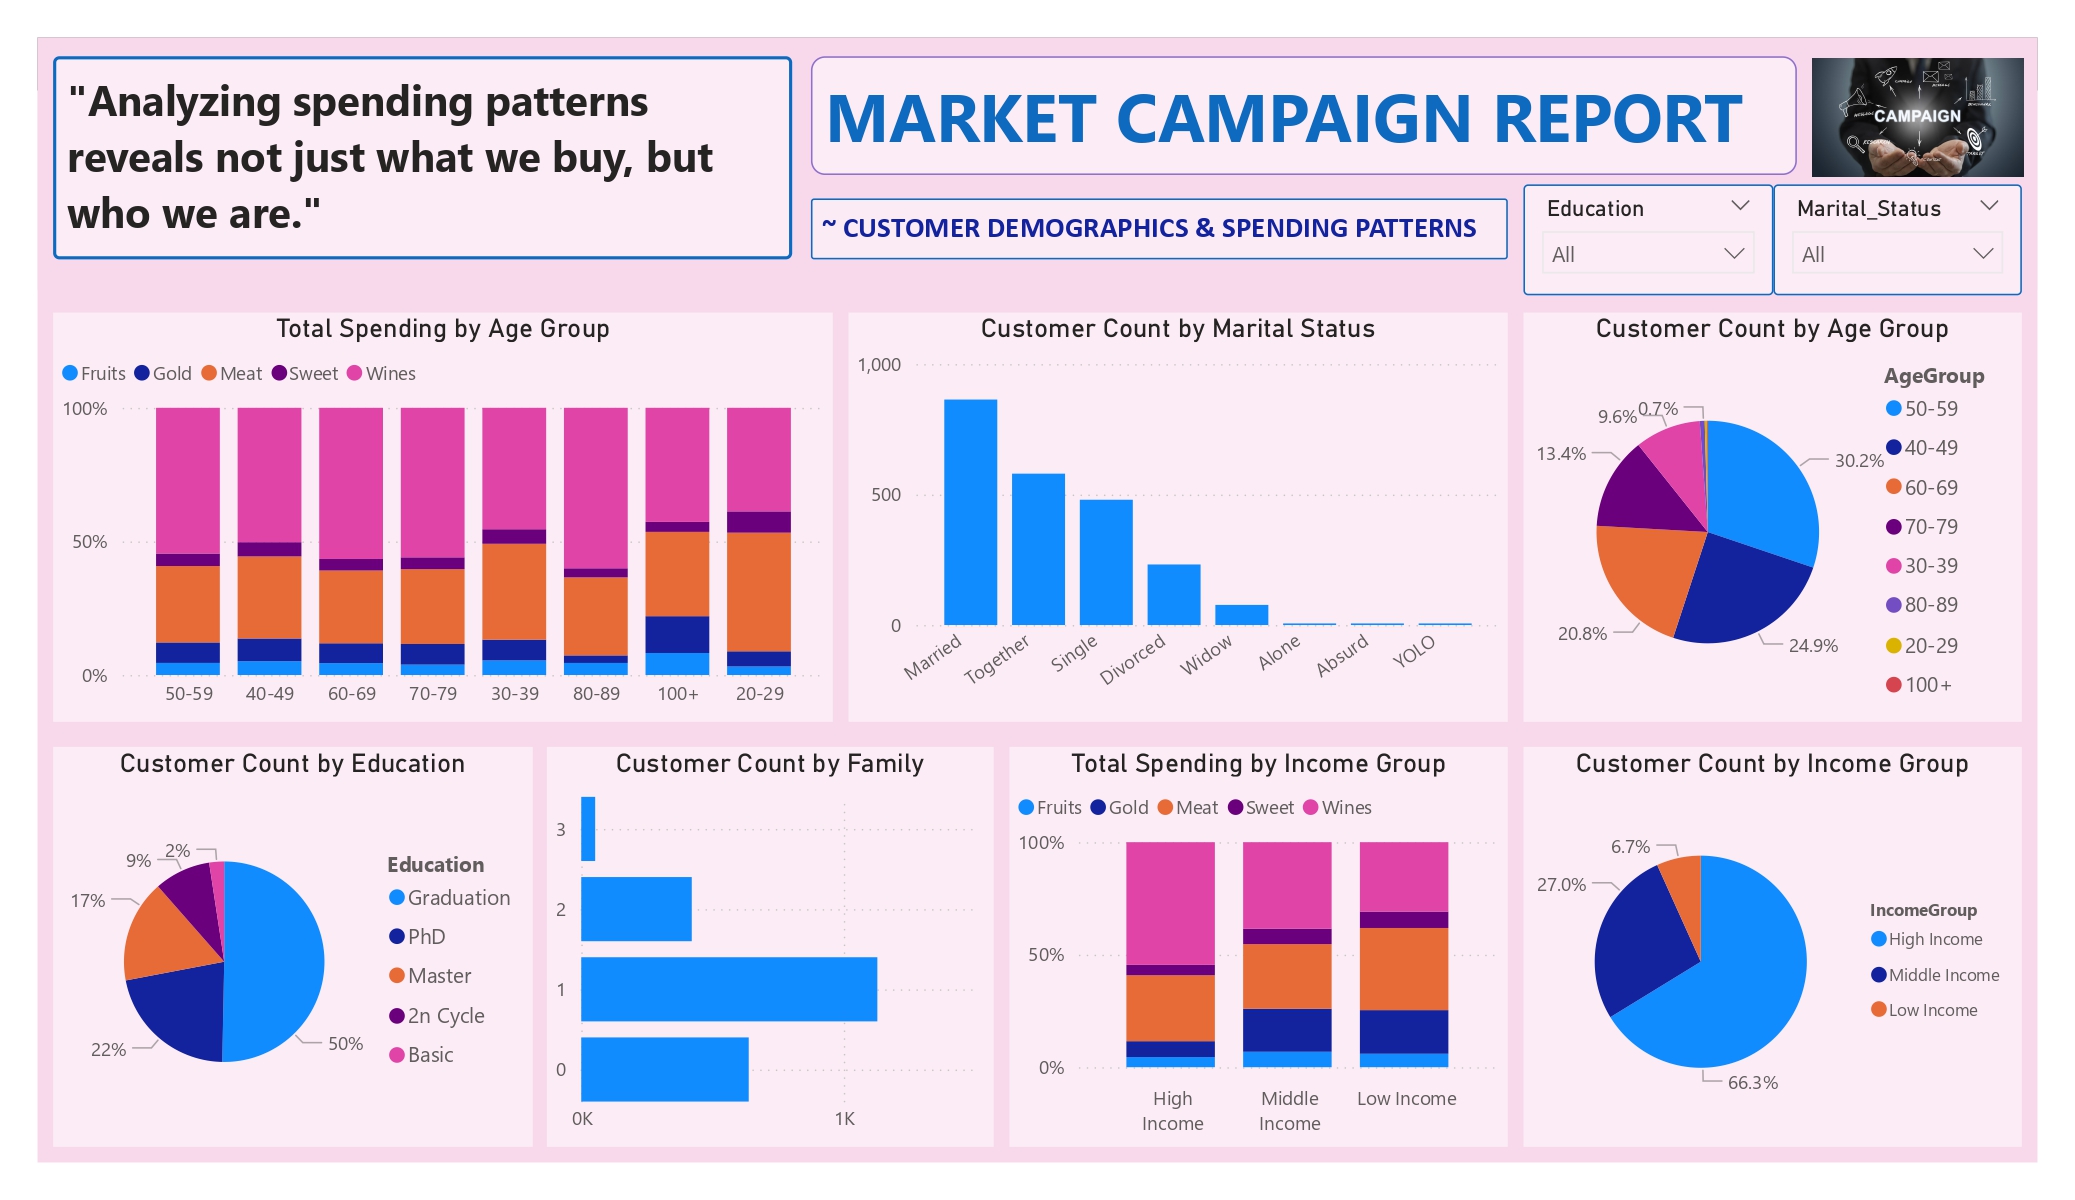 "Analyzing spending patterns
reveals not just what we buy, but
who we are."
MARKET CAMPAIGN REPORT
CAMPAIGN
~ CUSTOMER DEMOGRAPHICS & SPENDING PATTERNS
Education
All
Marital_Status
All
Total Spending by Age Group
Fruits Gold Meat Sweet Wines
100%
50%
0%
50-59 40-49 60-69 70-79 30-39 80-89 100+ 20-29
Customer Count by Marital Status
1,000
500
0
Married Together Single Divorced Widow Alone Absurd YOLO
Customer Count by Age Group
AgeGroup
50-59
40-49
60-69
70-79
30-39
80-89
20-29
100+
0.7%
9.6%
13.4%
30.2%
20.8%
24.9%
Customer Count by Education
2%
9%
17%
22%
50%
Education
Graduation
PhD
Master
2n Cycle
Basic
Customer Count by Family
3
2
1
0
0K 1K
Total Spending by Income Group
Fruits Gold Meat Sweet Wines
100%
50%
0%
High
Income
Middle
Income
Low Income
Customer Count by Income Group
6.7%
27.0%
66.3%
IncomeGroup
High Income
Middle Income
Low Income